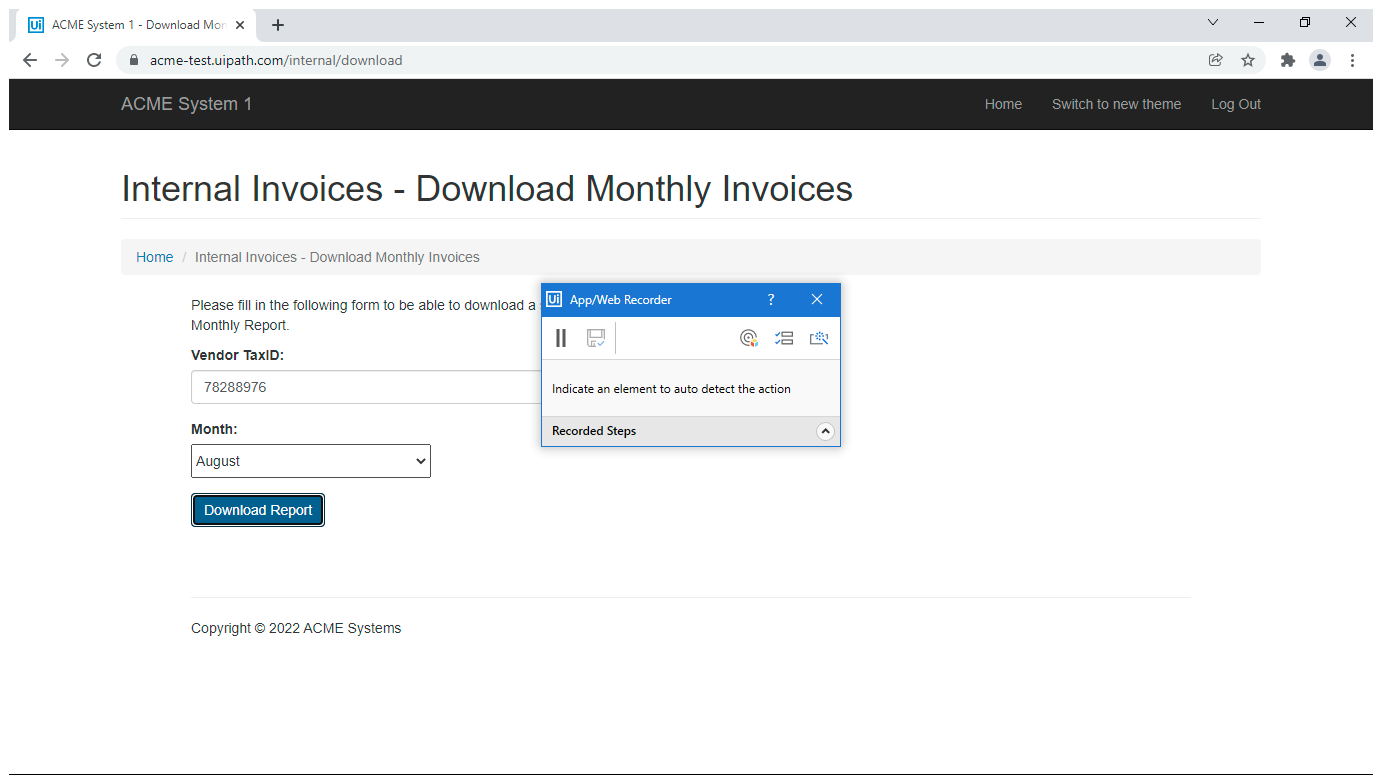 Ui ACME System 1 - Download Mon
acme-test.uipath.com/internal/download
ACME System 1 Home Switch to new theme Log Out
Internal Invoices - Download Monthly Invoices
Home / Internal Invoices - Download Monthly Invoices
Please fill in the following form to be able to download a
Monthly Report.
Ui App/Web Recorder ?
Indicate an element to auto detect the action
Recorded Steps
Vendor TaxID:
78288976
Month:
August
Download Report
Copyright © 2022 ACME Systems